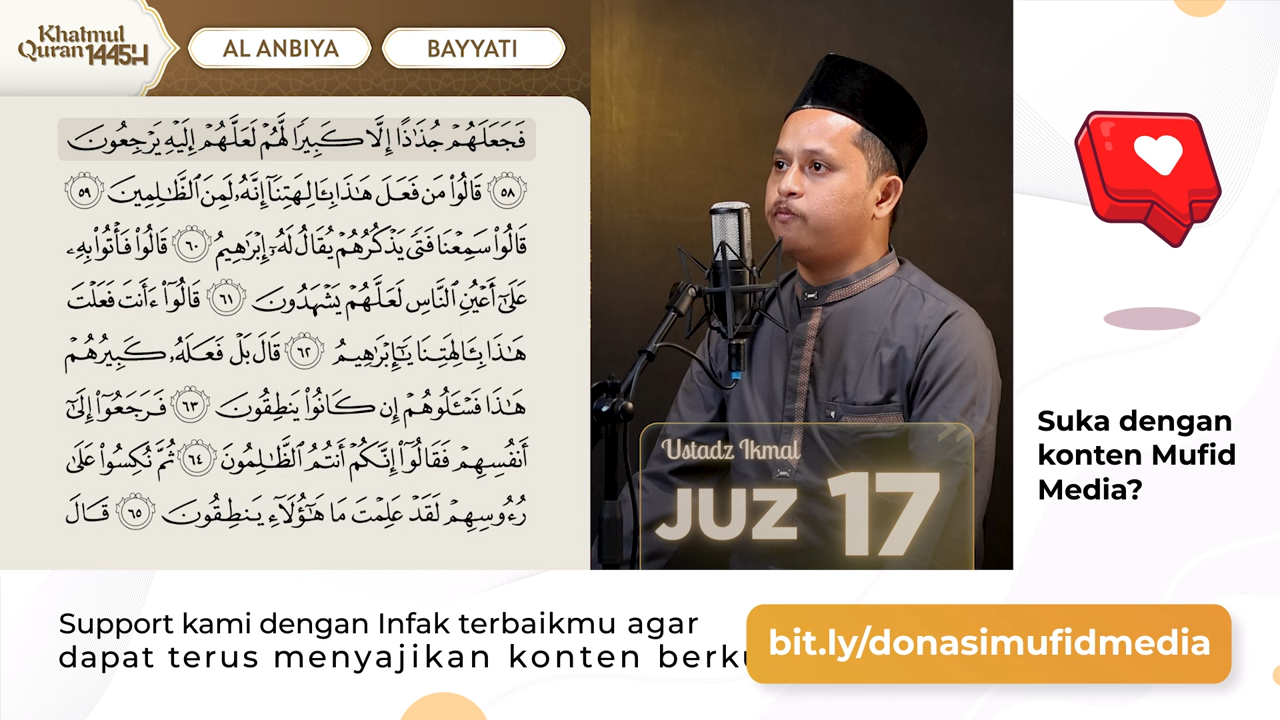 Khatmul
Quran 1445H
AL ANBIYA
BAYYATI
فَجَعَلَهُمْ جُذَٰذًا إِلَّا كَبِيرًا لَّهُمْ لَعَلَّهُمْ إِلَيْهِ يَرْجِعُونَ
٥٨ قَالُوا۟ مَن فَعَلَ هَٰذَا بِـَٔالِهَتِنَآ إِنَّهُۥ لَمِنَ ٱلظَّٰلِمِينَ ٥٩
قَالُوا۟ سَمِعْنَا فَتًى يَذْكُرُهُمْ يُقَالُ لَهُۥٓ إِبْرَٰهِيمُ ٦٠ قَالُوا۟ فَأْتُوا۟ بِهِۦ
عَلَىٰٓ أَعْيُنِ ٱلنَّاسِ لَعَلَّهُمْ يَشْهَدُونَ ٦١ قَالُوٓا۟ ءَأَنتَ فَعَلْتَ
هَٰذَا بِـَٔالِهَتِنَا يَٰٓإِبْرَٰهِيمُ ٦٢ قَالَ بَلْ فَعَلَهُۥ كَبِيرُهُمْ
هَٰذَا فَسْـَٔلُوهُمْ إِن كَانُوا۟ يَنطِقُونَ ٦٣ فَرَجَعُوٓا۟ إِلَىٰٓ
أَنفُسِهِمْ فَقَالُوٓا۟ إِنَّكُمْ أَنتُمُ ٱلظَّٰلِمُونَ ٦٤ ثُمَّ نُكِسُوا۟ عَلَىٰ
رُءُوسِهِمْ لَقَدْ عَلِمْتَ مَا هَٰٓؤُلَآءِ يَنطِقُونَ ٦٥ قَالَ
Ustadz Ikmal
JUZ 17
Suka dengan
konten Mufid
Media?
Support kami dengan Infak terbaikmu agar
dapat terus menyajikan konten
bit.ly/donasimufidmedia